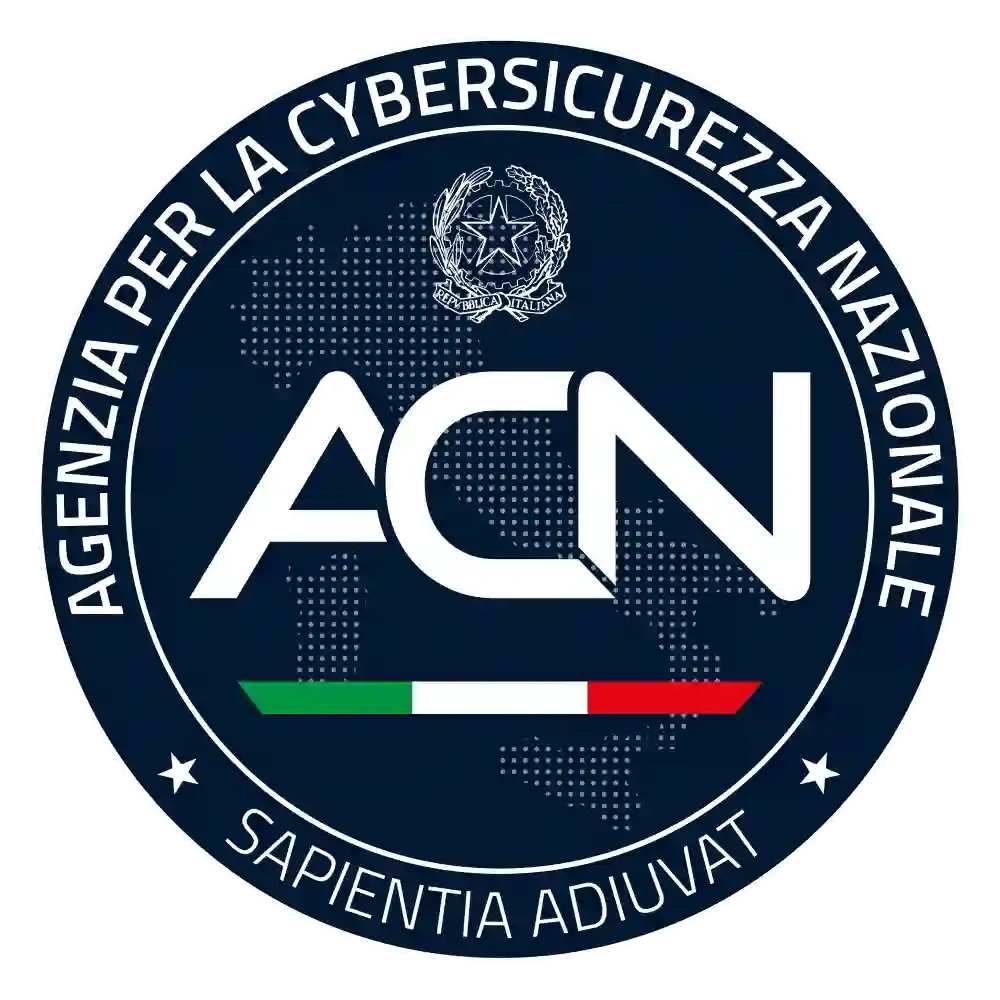 AGENZIA PER LA CYBERSICUREZZA NAZIONALE
REPVBBLICA ITALIANA
ACN
SAPIENTIA ADIUVAT